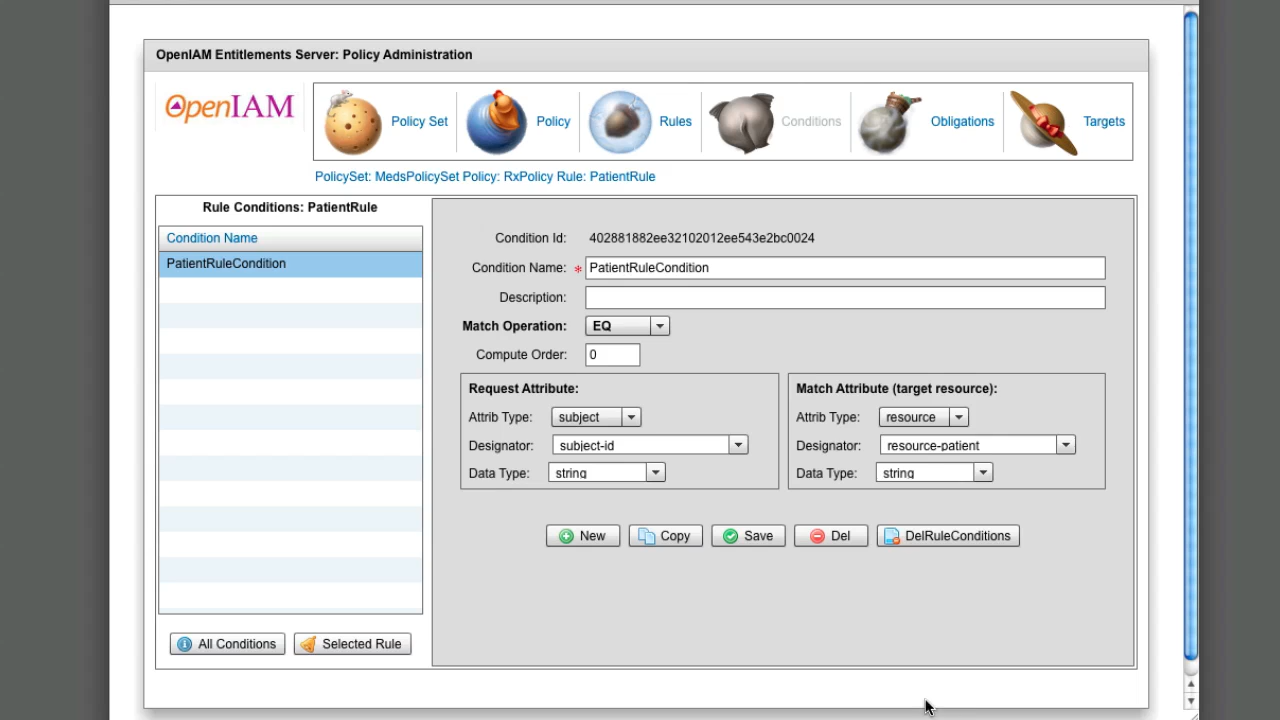 OpenIAM Entitlements Server: Policy Administration
OpenIAM
Policy Set
Policy
Rules
Conditions
Obligations
Targets
PolicySet: MedsPolicySet Policy: RxPolicy Rule: PatientRule
Rule Conditions: PatientRule
Condition Name
PatientRuleCondition
All Conditions
Selected Rule
Condition Id: 402881882ee32102012ee543e2bc0024
Condition Name: * PatientRuleCondition
Description:
Match Operation: EQ
Compute Order: 0
Request Attribute:
Attrib Type: subject
Designator: subject-id
Data Type: string
Match Attribute (target resource):
Attrib Type: resource
Designator: resource-patient
Data Type: string
New
Copy
Save
Del
DelRuleConditions